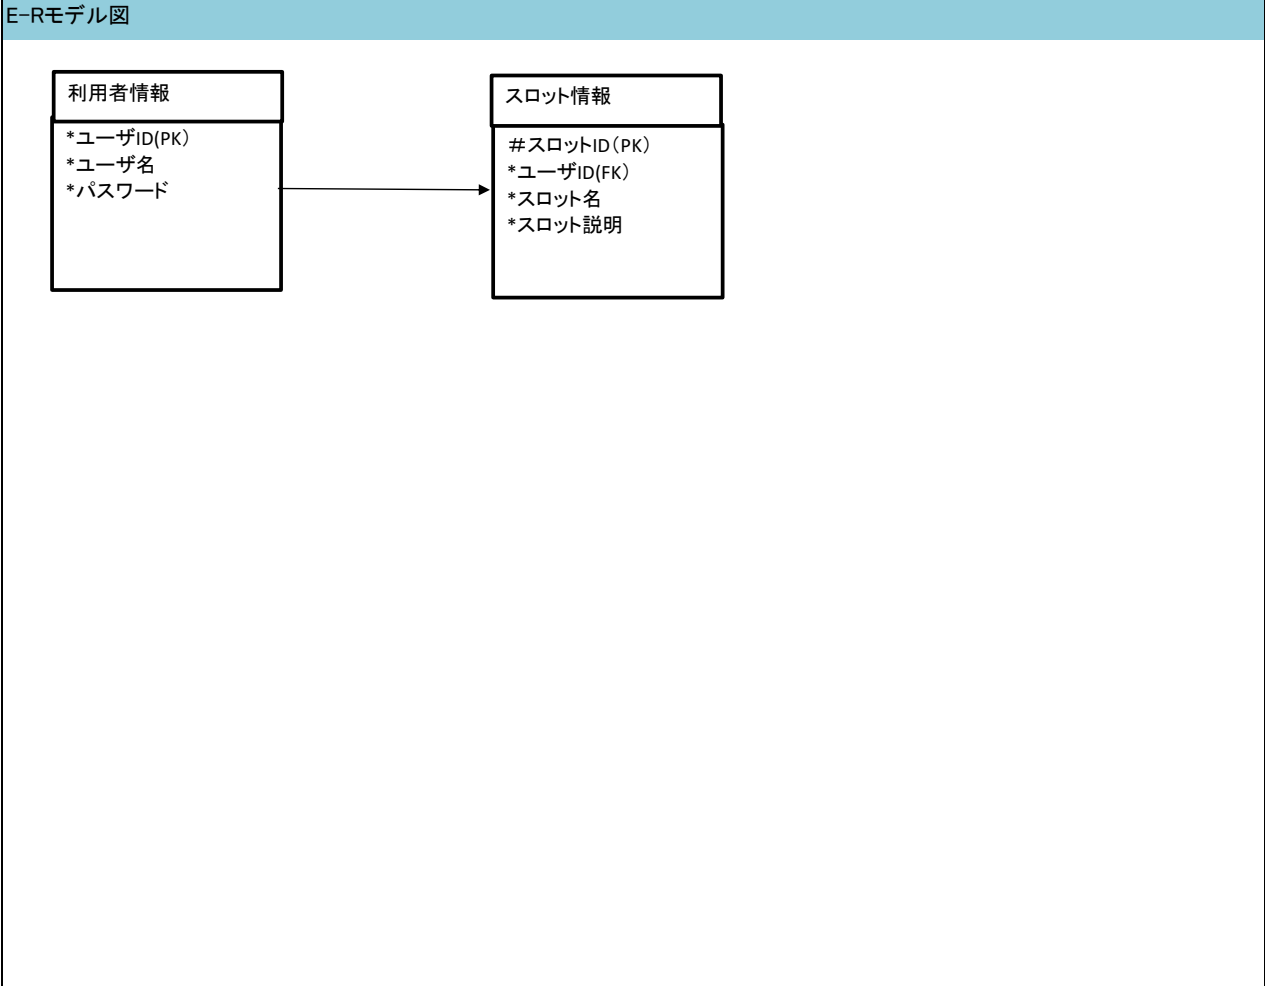 E-Rモデル図
利用者情報
*ユーザID(PK）
*ユーザ名
*パスワード
スロット情報
＃スロットID（PK）
*ユーザID(FK）
*スロット名
*スロット説明